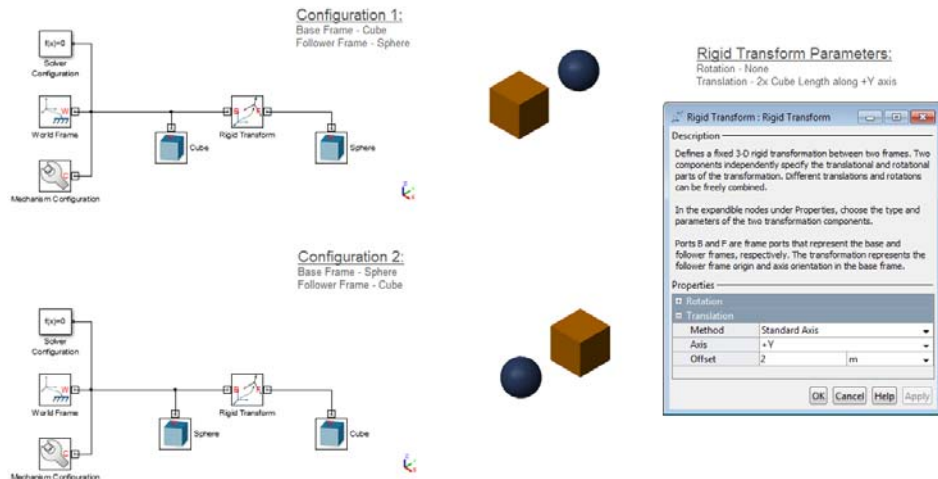 Configuration 1:
Base Frame - Cube
Follower Frame - Sphere
f(x)=0
Solver
Configuration
W
World Frame
C
Mechanism Configuration
B
F
Rigid Transform
Cube
Sphere
Configuration 2:
Base Frame - Sphere
Follower Frame - Cube
f(x)=0
Solver
Configuration
W
World Frame
C
Mechanism Configuration
B
F
Rigid Transform
Sphere
Cube
Rigid Transform Parameters:
Rotation - None
Translation - 2x Cube Length along +Y axis
Rigid Transform : Rigid Transform
Description
Defines a fixed 3-D rigid transformation between two frames. Two
components independently specify the translational and rotational
parts of the transformation. Different translations and rotations
can be freely combined.
In the expandible nodes under Properties, choose the type and
parameters of the two transformation components.
Ports B and F are frame ports that represent the base and
follower frames, respectively. The transformation represents the
follower frame origin and axis orientation in the base frame.
Properties
Rotation
Translation
Method Standard Axis
Axis +Y
Offset 2 m
OK Cancel Help Apply